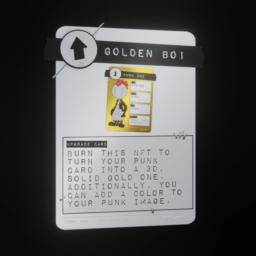 GOLDEN BOI
UPGRADE CARD
BURN THIS NFT TO
TURN YOUR PUNK
CARD INTO A 3D,
SOLID GOLD ONE.
ADDITIONALLY, YOU
CAN ADD A COLOR TO
YOUR PUNK IMAGE.